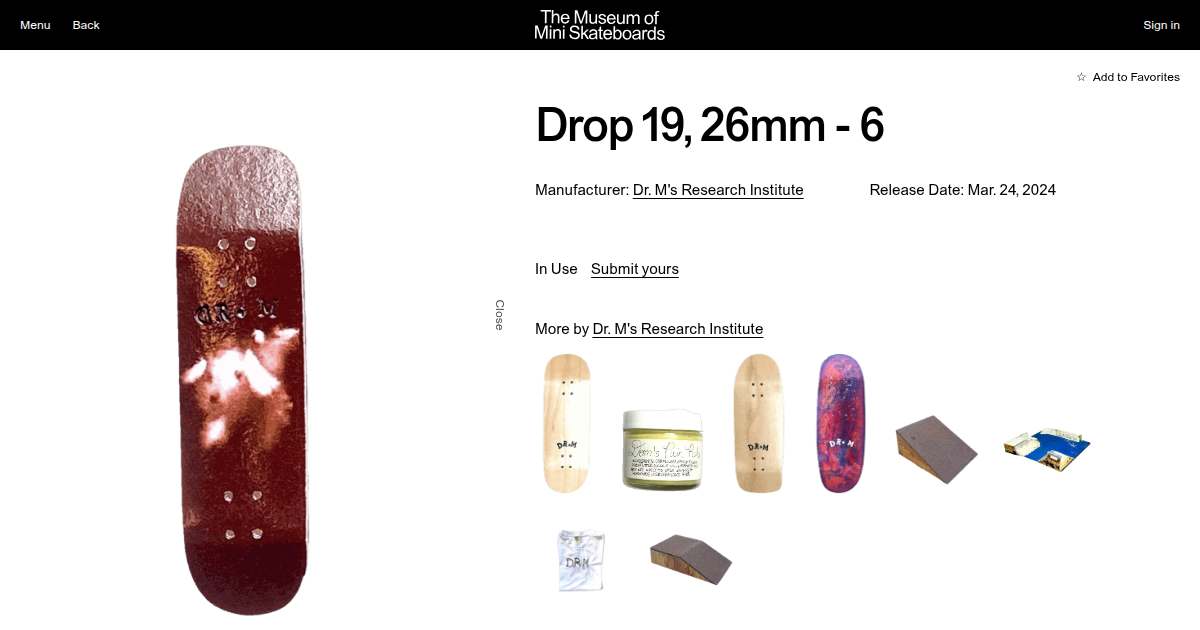 Menu
Back
The Museum of
Mini Skateboards
Sign in
☆ Add to Favorites
Drop 19, 26mm - 6
Manufacturer: Dr. M's Research Institute
Release Date: Mar. 24, 2024
In Use Submit yours
Close
More by Dr. M's Research Institute
DR•M
DR•M
DR•M
DR•M
DR•M